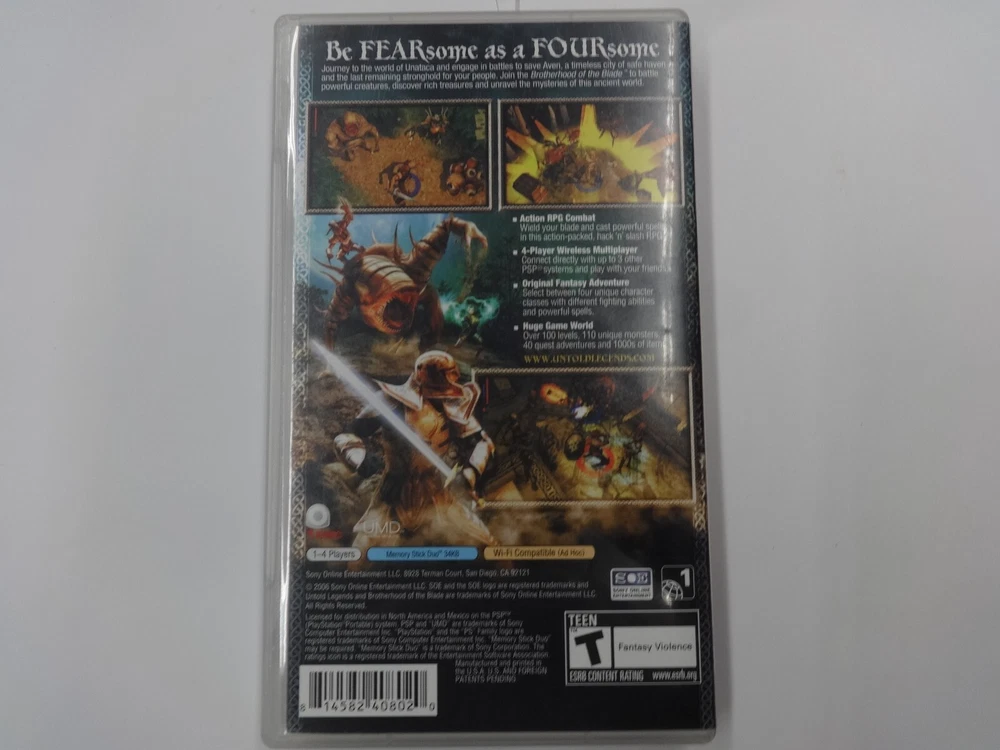 Be FEARsome as a FOURsome
Journey to the world of Unataca and engage in battles to save Aven, a timeless city of safe haven
and the last remaining stronghold for your people. Join the Brotherhood of the Blade™ to battle
powerful creatures, discover rich treasures and unravel the mysteries of this ancient world.
▪ Action RPG Combat
Wield your blade and cast powerful spells
in this action-packed, hack 'n' slash RPG
▪ 4-Player Wireless Multiplayer
Connect directly with up to 3 other
PSP™ systems and play with your friends
▪ Original Fantasy Adventure
Select between four unique character
classes with different fighting abilities
and powerful spells.
▪ Huge Game World
Over 100 levels, 110 unique monsters,
40 quest adventures and 1000s of items
WWW.UNTOLDLEGENDS.COM
UMD
1-4 Players
Memory Stick Duo™
Wi-Fi Compatible (Ad Hoc)
Sony Online Entertainment LLC. 8928 Terman Court, San Diego, CA 92121
© 2006 Sony Online Entertainment LLC. SOE and the SOE logo are registered trademarks and
Untold Legends and Brotherhood of the Blade are trademarks of Sony Online Entertainment LLC.
All Rights Reserved.
SOE
SONY ONLINE
ENTERTAINMENT
1
Licensed for distribution in North America and Mexico on the PSP™
(PlayStation®Portable) system. PSP and "UMD" are trademarks of Sony
Computer Entertainment Inc. "PlayStation" and the "PS" Family logo are
registered trademarks of Sony Computer Entertainment Inc. "Memory Stick Duo"
may be required. "Memory Stick Duo" is a trademark of Sony Corporation. The
ratings icon is a registered trademark of the Entertainment Software Association.
Manufactured and printed in
the U.S.A. U.S. AND FOREIGN
PATENTS PENDING.
TEEN
T
Fantasy Violence
ESRB CONTENT RATING www.esrb.org
8 14582 40802 0